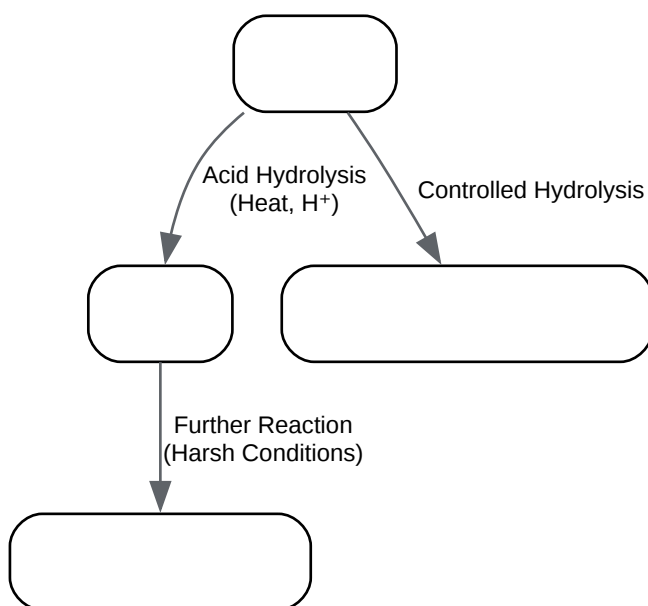 Acid Hydrolysis
(Heat, H⁺)
Controlled Hydrolysis
Further Reaction
(Harsh Conditions)